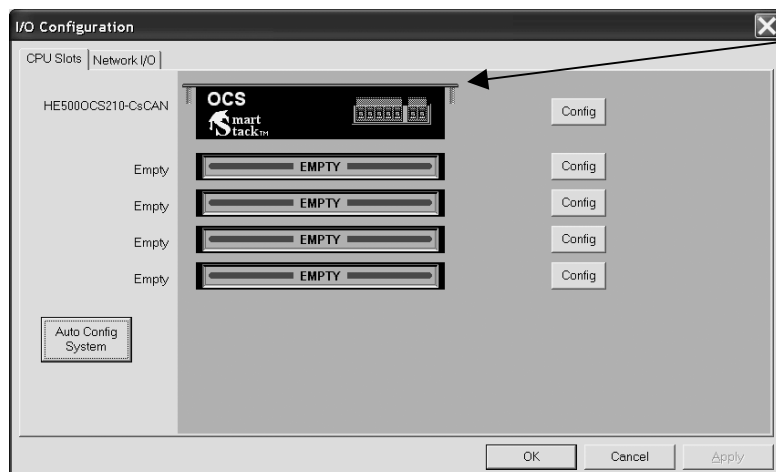 I/O Configuration
CPU Slots Network I/O
HE500OCS210-CsCAN
OCS
Smart
Stack™
Config
Empty
EMPTY
Config
Empty
EMPTY
Config
Empty
EMPTY
Config
Empty
EMPTY
Config
Auto Config
System
OK Cancel Apply